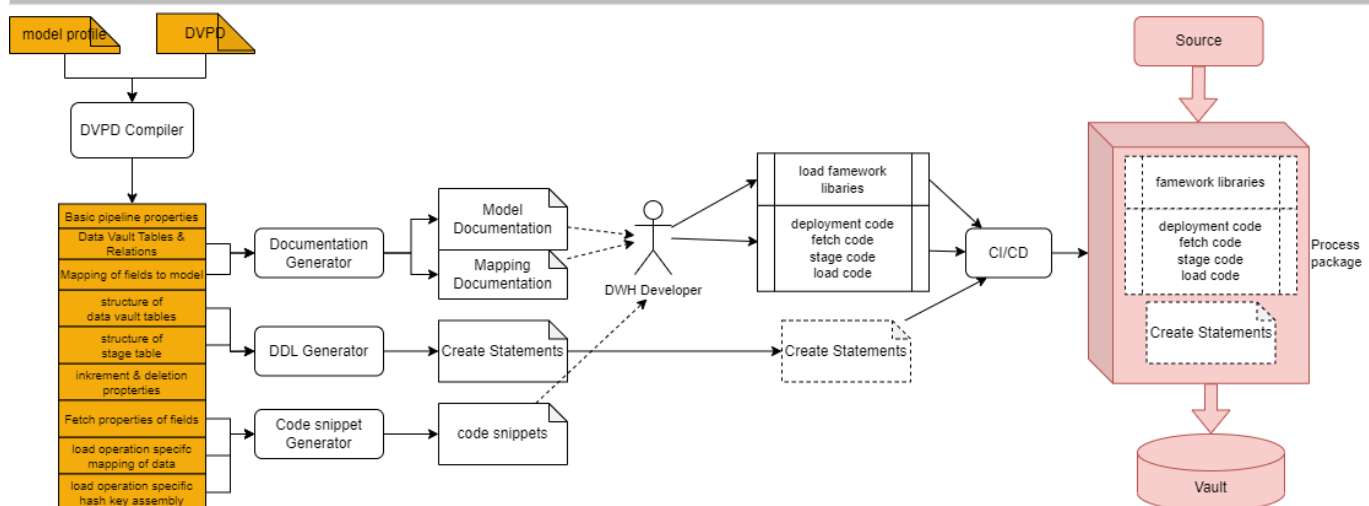 model profile
DVPD
Source
DVPD Compiler
Basic pipeline properties
Data Vault Tables &
Relations
Mapping of fields to model
structure of
data vault tables
structure of
stage table
inkrement & deletion
propterties
Fetch properties of fields
load operation specifc
mapping of data
load operation specific
hash key assembly
Documentation
Generator
DDL Generator
Code snippet
Generator
Model
Documentation
Mapping
Documentation
Create Statements
code snippets
DWH Developer
load famework
libaries
deployment code
fetch code
stage code
load code
Create Statements
CI/CD
famework libraries
deployment code
fetch code
stage code
load code
Create Statements
Process
package
Vault